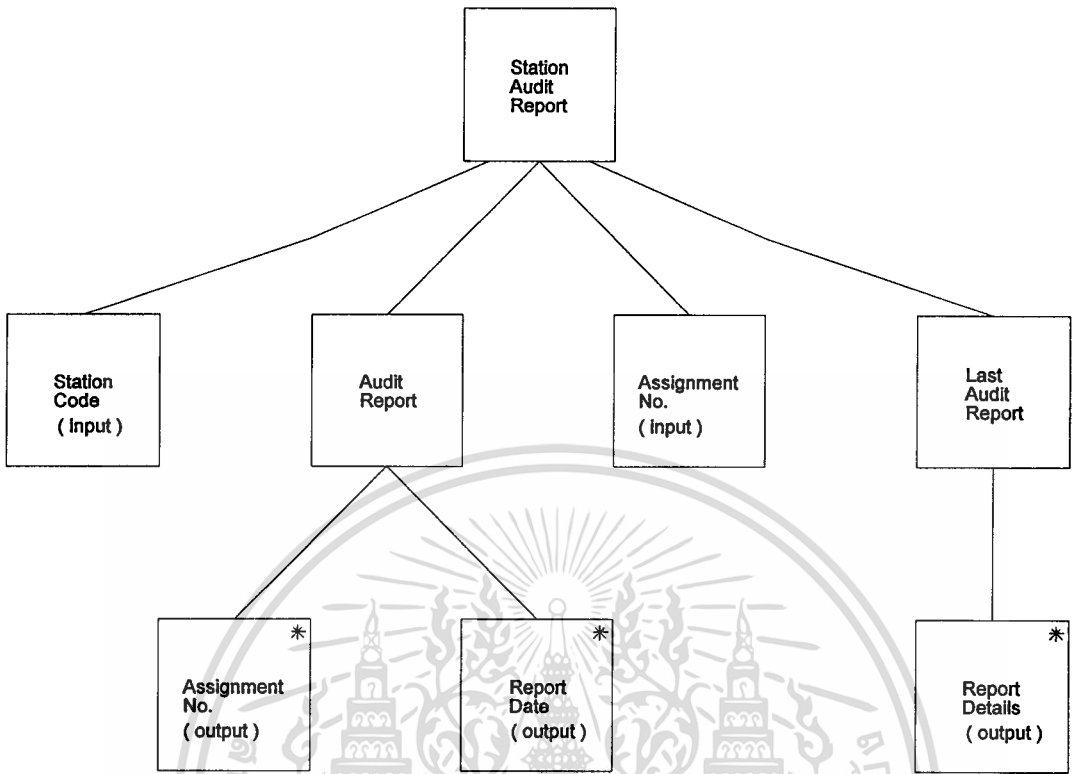 Station
Audit
Report
Station
Code
( input )
Audit
Report
Assignment
No.
( input )
Last
Audit
Report
*
Assignment
No.
( output )
*
Report
Date
( output )
*
Report
Details
( output )